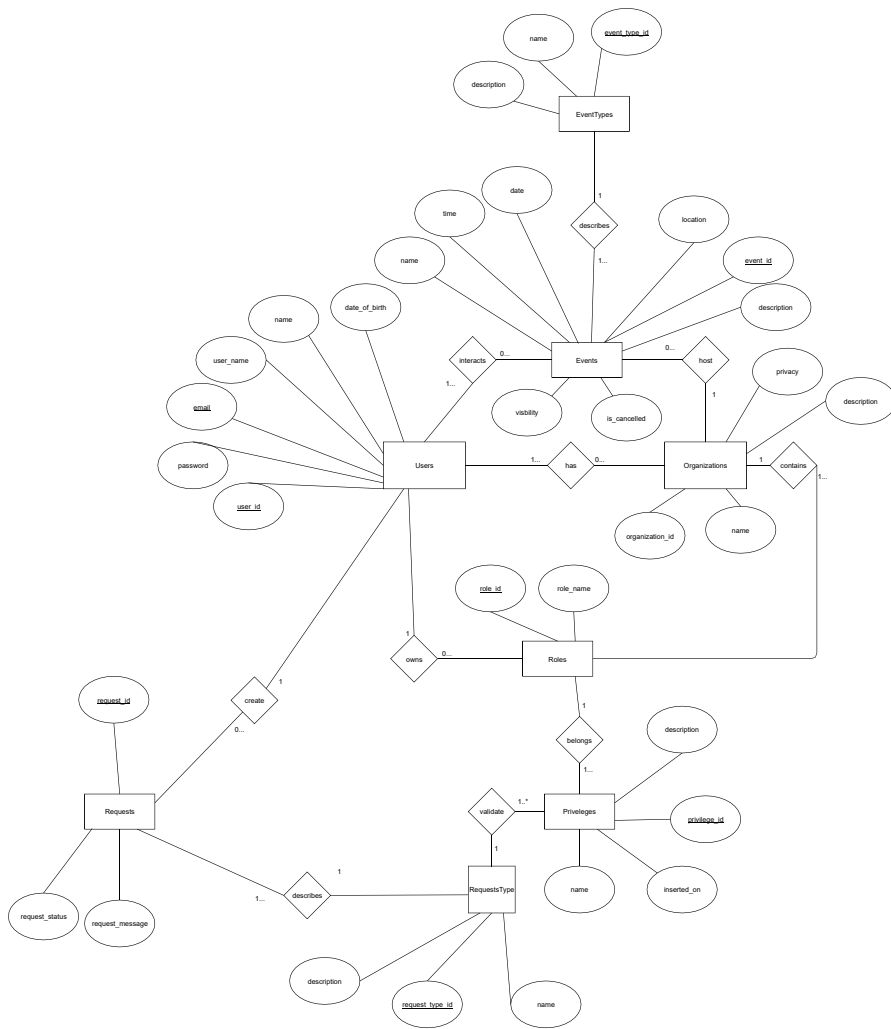 event_type_id
name
description
EventTypes
1
date
time
location
describes
name
event_id
1...
date_of_birth
description
name
0...
0...
interacts
Events
host
user_name
privacy
1...
1
description
email
visbility
is_cancelled
Users
1...
has
0...
Organizations
1
contains
password
1...
user_id
organization_id
name
role_id
role_name
1
0...
owns
Roles
1
request_id
create
1
0...
description
belongs
1...
1..*
Requests
validate
Priveleges
privilege_id
1
1
RequestsType
name
inserted_on
1...
describes
request_status
request_message
description
request_type_id
name